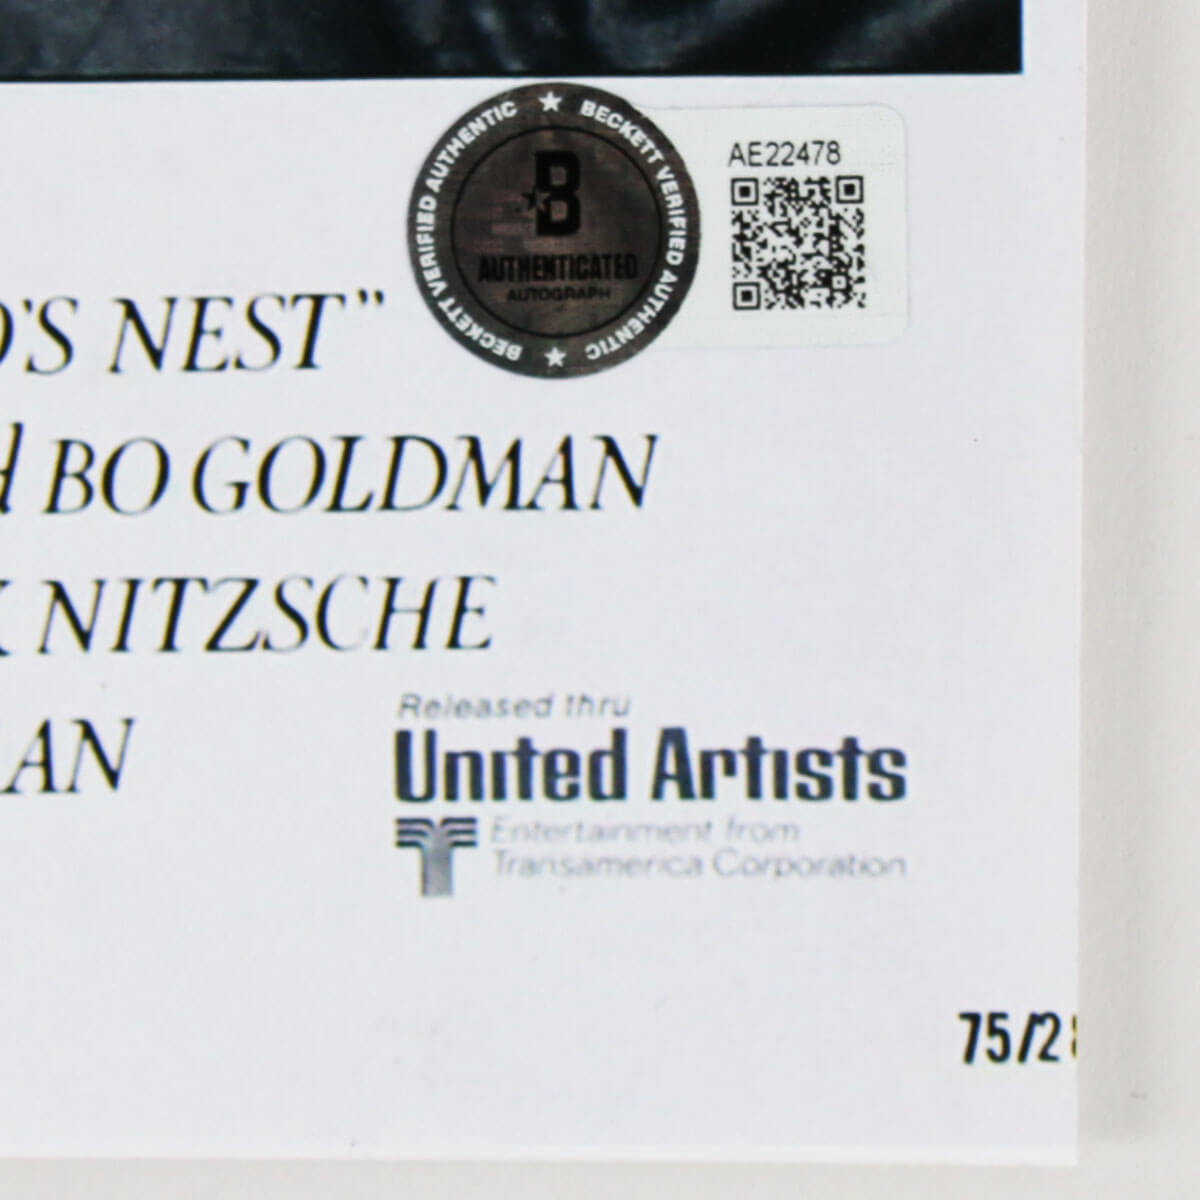 BECKETT VERIFIED AUTHENTIC ★ BECKETT VERIFIED AUTHENTIC ★
B
AUTHENTICATED
AUTOGRAPH
AE22478
'S NEST”
BO GOLDMAN
NITZSCHE
AN
Released thru
United Artists
Entertainment from
Transamerica Corporation
75/2